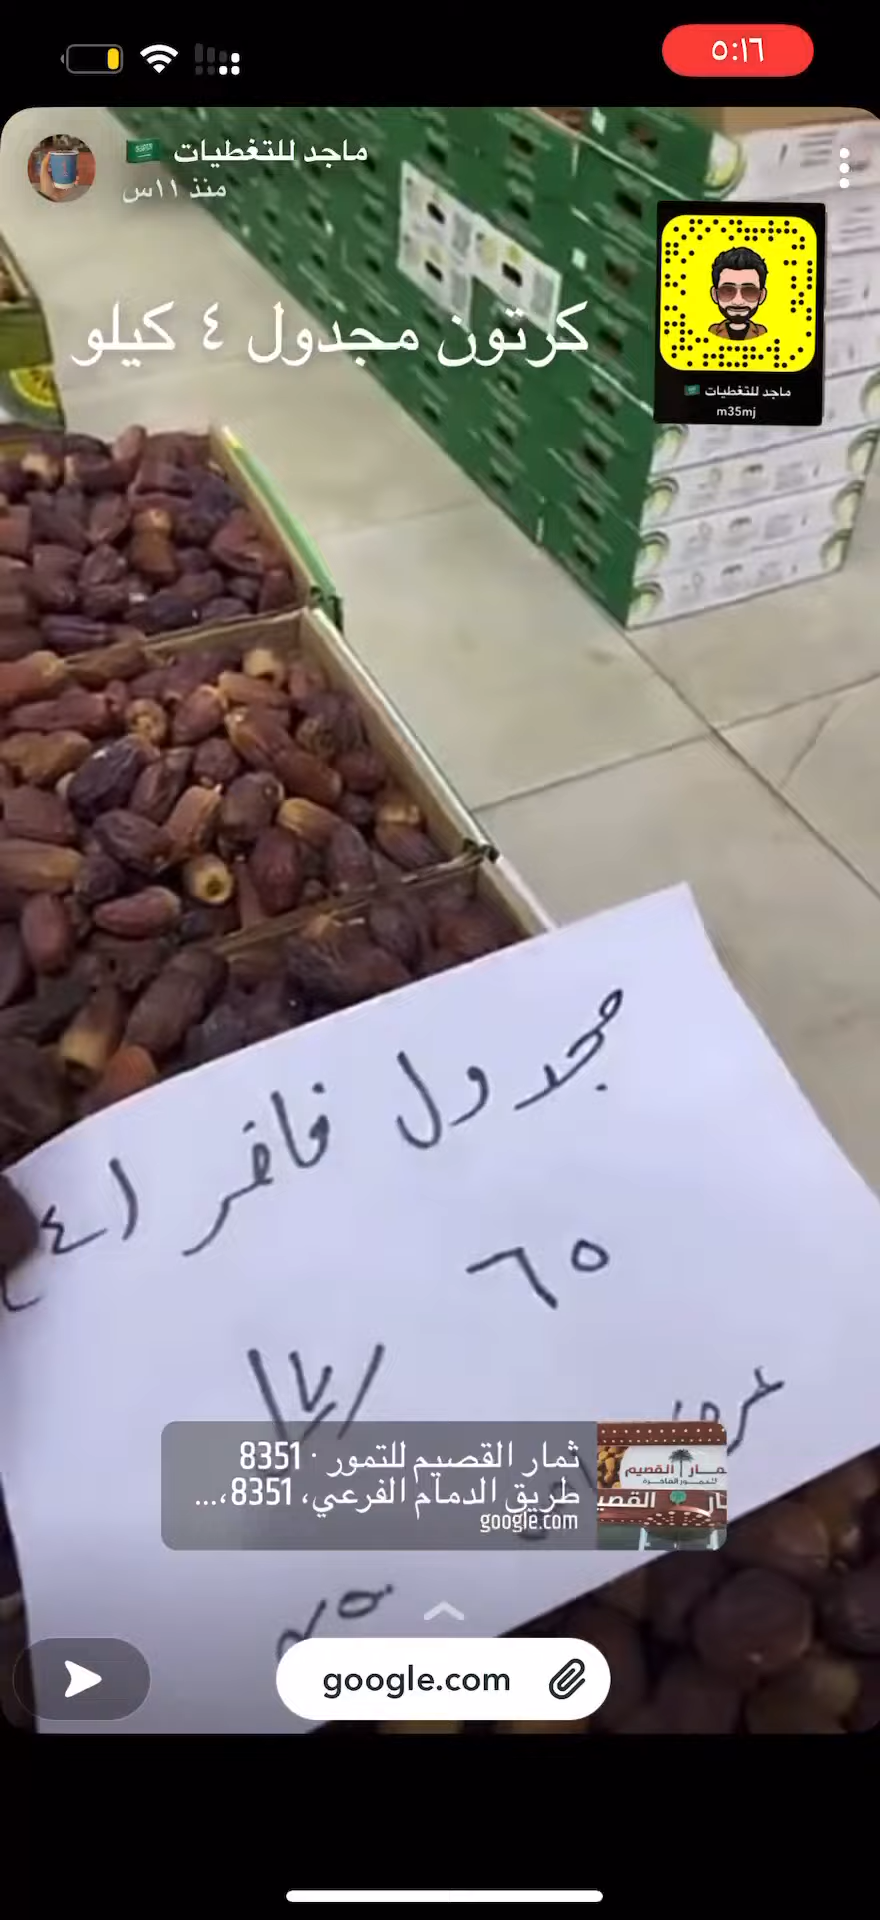 ٥:١٦
ماجد للتغطيات
منذ ١١س
كرتون مجدول ٤ كيلو
ماجد للتغطيات
m35mj
مجدول فاخر ٤١
٦٥
ثمار القصيم للتمور · 8351
طريق الدمام الفرعي، 8351،...
google.com
google.com